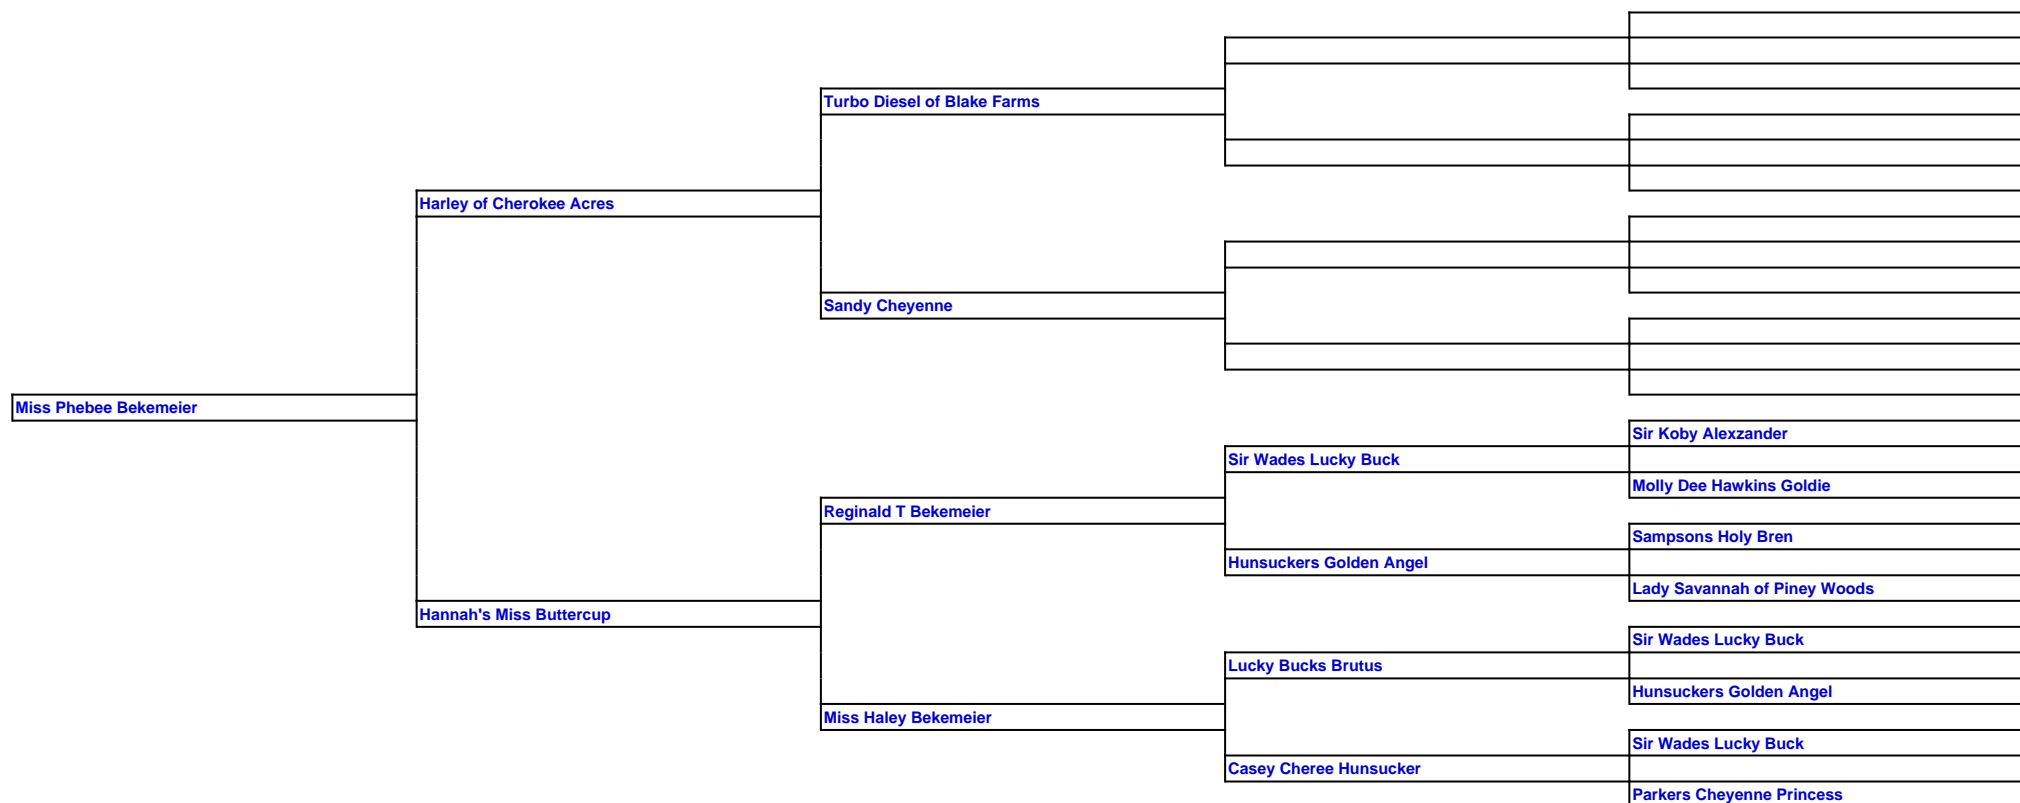 Turbo Diesel of Blake Farms
Harley of Cherokee Acres
Sandy Cheyenne
Miss Phebee Bekemeier
Sir Koby Alexzander
Sir Wades Lucky Buck
Molly Dee Hawkins Goldie
Reginald T Bekemeier
Sampsons Holy Bren
Hunsuckers Golden Angel
Lady Savannah of Piney Woods
Hannah's Miss Buttercup
Sir Wades Lucky Buck
Lucky Bucks Brutus
Hunsuckers Golden Angel
Miss Haley Bekemeier
Sir Wades Lucky Buck
Casey Cheree Hunsucker
Parkers Cheyenne Princess